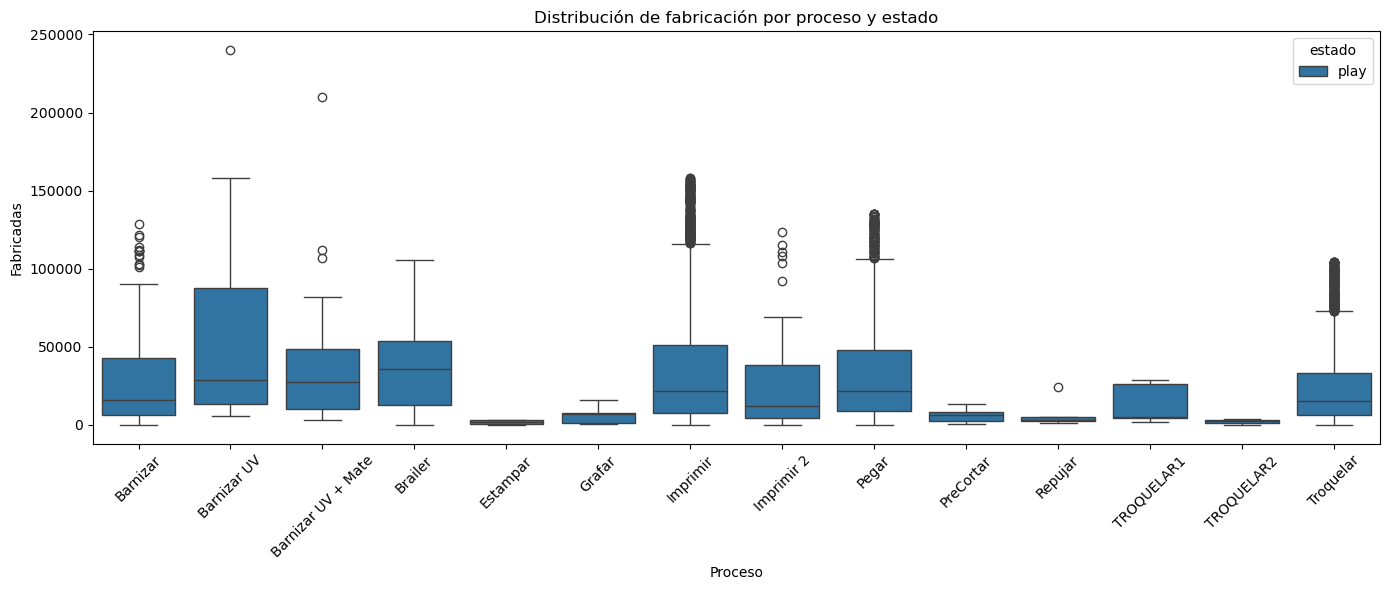 Distribución de fabricación por proceso y estado
estado
play
250000
200000
150000
100000
50000
0
Fabricadas
Barnizar
Barnizar UV
Barnizar UV + Mate
Brailer
Estampar
Grafar
Imprimir
Imprimir 2
Pegar
PreCortar
Repujar
TROQUELAR1
TROQUELAR2
Troquelar
Proceso